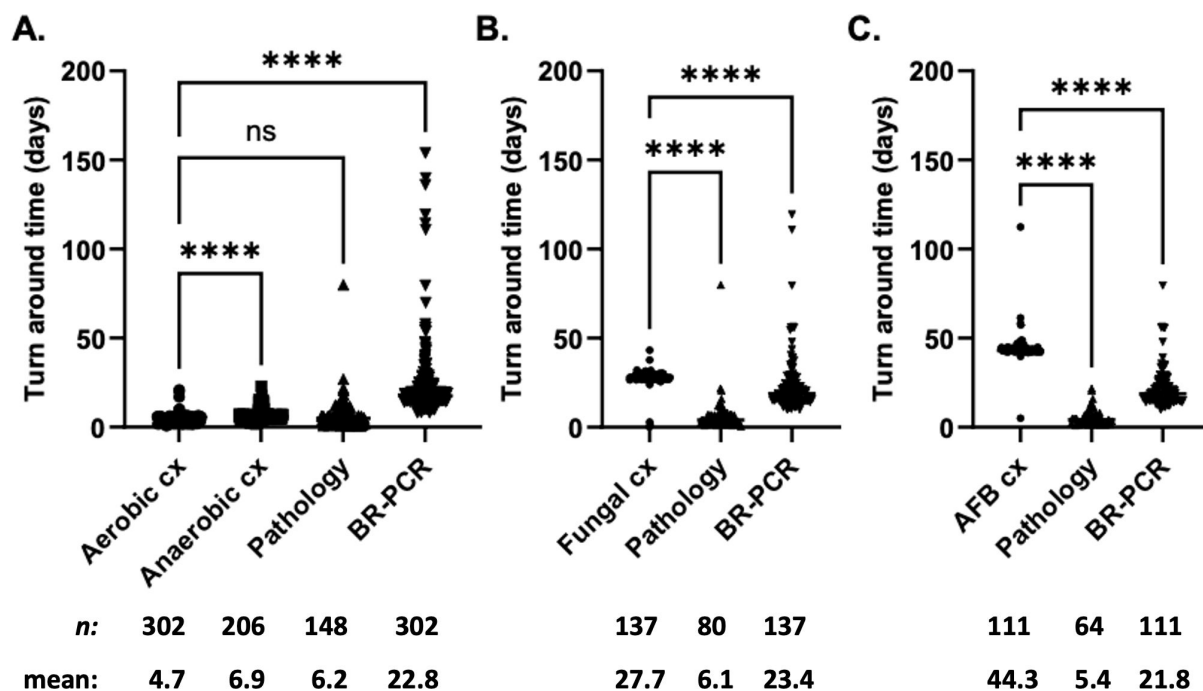 A.
B.
C.
Turn around time (days)
200
150
100
50
0
****
ns
****
Aerobic cx
Anaerobic cx
Pathology
BR-PCR
Turn around time (days)
200
150
100
50
0
****
****
Fungal cx
Pathology
BR-PCR
Turn around time (days)
200
150
100
50
0
****
****
AFB cx
Pathology
BR-PCR
n: 302 206 148 302 137 80 137 111 64 111
mean: 4.7 6.9 6.2 22.8 27.7 6.1 23.4 44.3 5.4 21.8